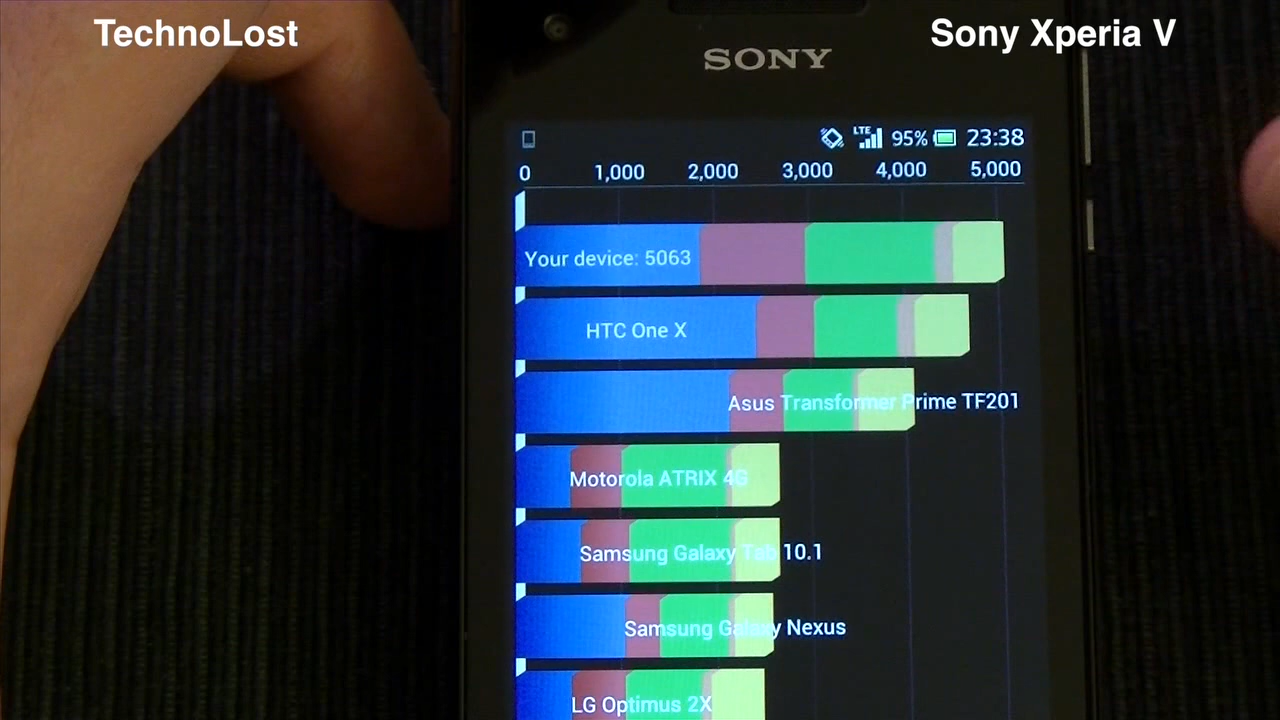 TechnoLost
Sony Xperia V
SONY
LTE 95% 23:38
0 1,000 2,000 3,000 4,000 5,000
Your device: 5063
HTC One X
Asus Transformer Prime TF201
Motorola ATRIX 4G
Samsung Galaxy Tab 10.1
Samsung Galaxy Nexus
LG Optimus 2X